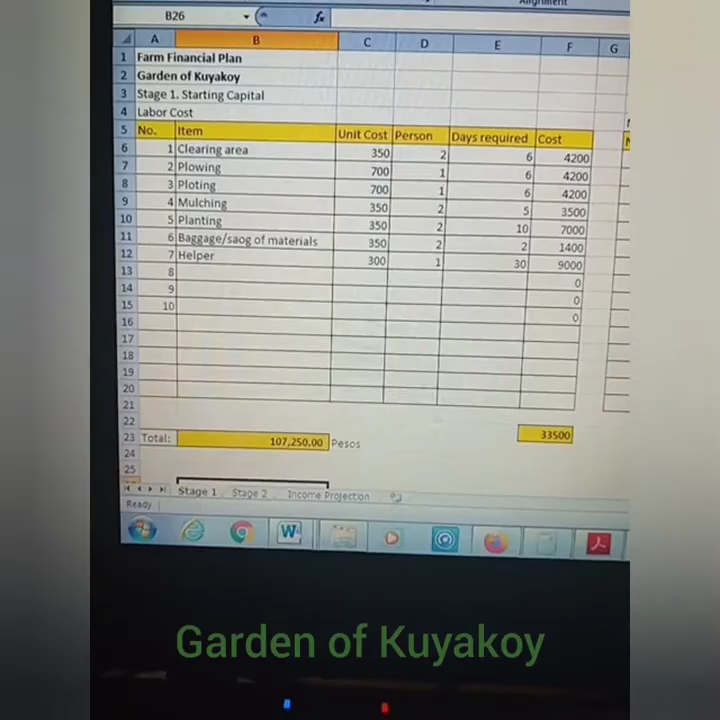 Alignment
B26 fx
A B C D E F G
1 Farm Financial Plan
2 Garden of Kuyakoy
3 Stage 1. Starting Capital
4 Labor Cost
5 No. Item Unit Cost Person Days required Cost
6 1 Clearing area 350 2 6 4200
7 2 Plowing 700 1 6 4200
8 3 Ploting 700 1 6 4200
9 4 Mulching 350 2 5 3500
10 5 Planting 350 2 10 7000
11 6 Baggage/saog of materials 350 2 2 1400
12 7 Helper 300 1 30 9000
13 8 0
14 9 0
15 10 0
16
17
18
19
20
21
22
23 Total: 107,250.00 Pesos 33500
24
25
Stage 1 Stage 2 Income Projection
Ready
W
Garden of Kuyakoy